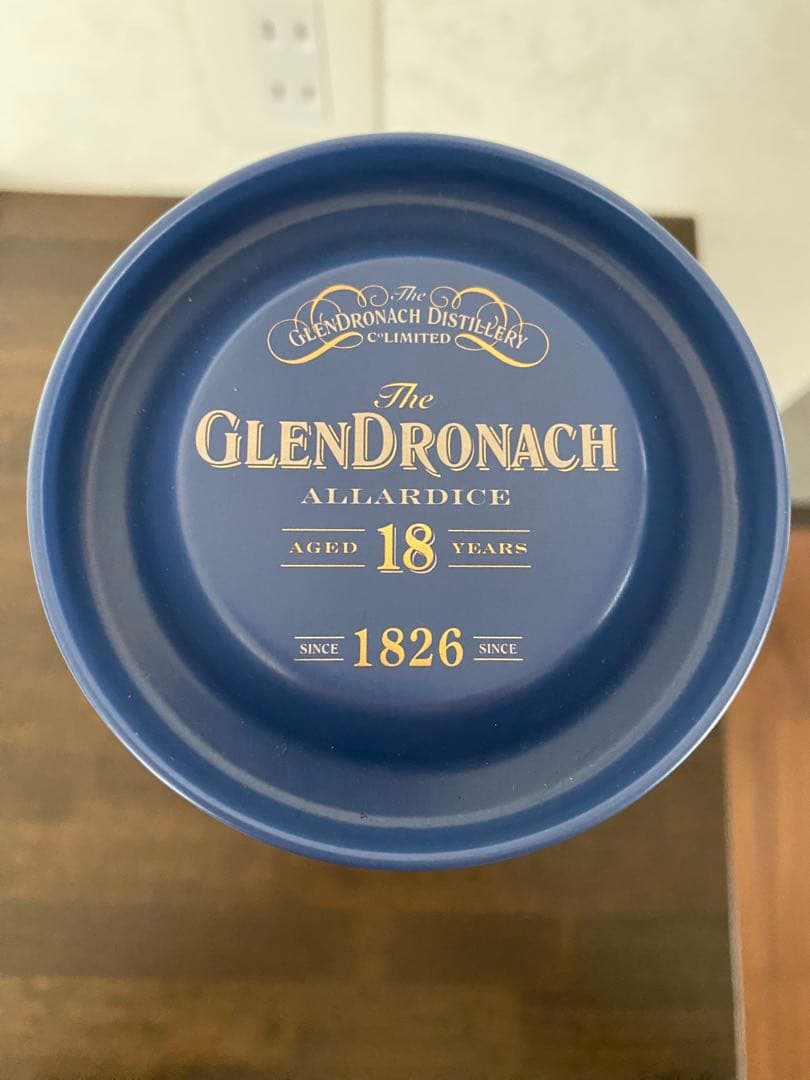 The
GLENDRONACH DISTILLERY
Co LIMITED
The
GLENDRONACH
ALLARDICE
AGED 18 YEARS
SINCE 1826 SINCE